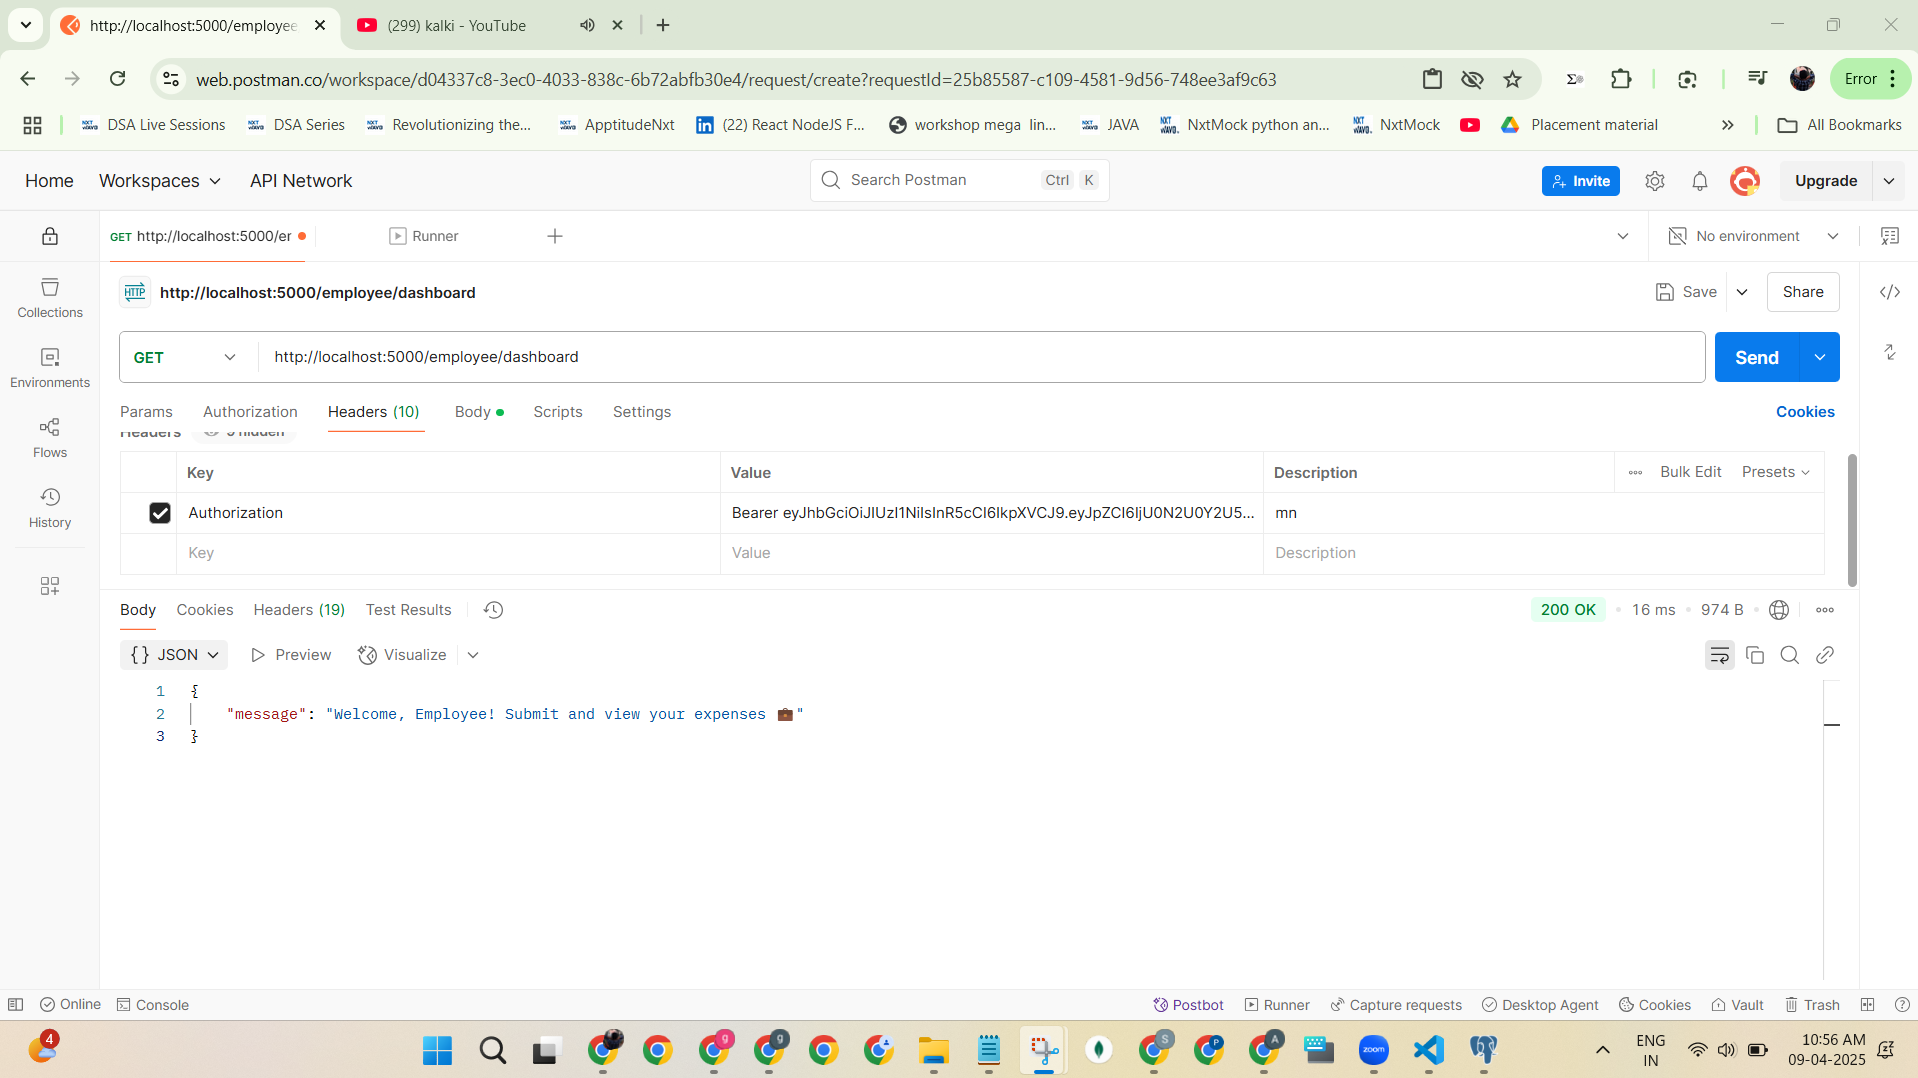 http://localhost:5000/employee
(299) kalki - YouTube
web.postman.co/workspace/d04337c8-3ec0-4033-838c-6b72abfb30e4/request/create?requestId=25b85587-c109-4581-9d56-748ee3af9c63
Error
DSA Live Sessions
DSA Series
Revolutionizing the...
ApptitudeNxt
(22) React NodeJS F...
workshop mega lin...
JAVA
NxtMock python an...
NxtMock
Placement material
All Bookmarks
Home
Workspaces
API Network
Search Postman
Ctrl K
Invite
Upgrade
GET http://localhost:5000/er
Runner
No environment
Collections
Environments
Flows
History
HTTP http://localhost:5000/employee/dashboard
Save
Share
GET
http://localhost:5000/employee/dashboard
Send
Params
Authorization
Headers (10)
Body
Scripts
Settings
Cookies
Headers 9 hidden
Key
Value
Description
Bulk Edit
Presets
Authorization
Bearer eyJhbGciOiJIUzI1NiIsInR5cCI6IkpXVCJ9.eyJpZCI6IjU0N2U0Y2U5...
mn
Key
Value
Description
Body
Cookies
Headers (19)
Test Results
200 OK
16 ms
974 B
{} JSON
Preview
Visualize
1 {
2 "message": "Welcome, Employee! Submit and view your expenses 💼"
3 }
Online
Console
Postbot
Runner
Capture requests
Desktop Agent
Cookies
Vault
Trash
4
g
g
S
P
A
zoom
ENG
IN
10:56 AM
09-04-2025